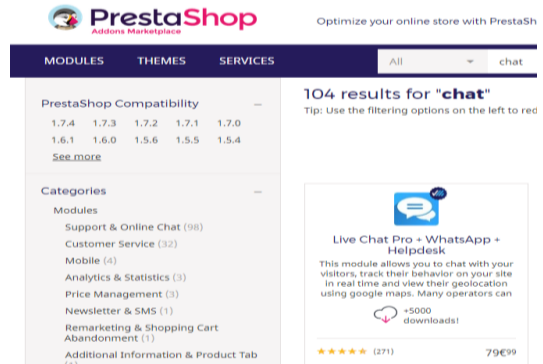 PrestaShop
Addons Marketplace
Optimize your online store with PrestaSh
MODULES THEMES SERVICES All chat
104 results for "chat"
Tip: Use the filtering options on the left to red
PrestaShop Compatibility
1.7.4 1.7.3 1.7.2 1.7.1 1.7.0
1.6.1 1.6.0 1.5.6 1.5.5 1.5.4
See more
Categories
Modules
Support & Online Chat (98)
Customer Service (32)
Mobile (4)
Analytics & Statistics (3)
Price Management (3)
Newsletter & SMS (1)
Remarketing & Shopping Cart
Abandonment (1)
Additional Information & Product Tab
Live Chat Pro + WhatsApp +
Helpdesk
This module allows you to chat with your
visitors, track their behavior on your site
in real time and view their geolocation
using google maps. Many operators can
+5000
downloads!
(271) 79€99